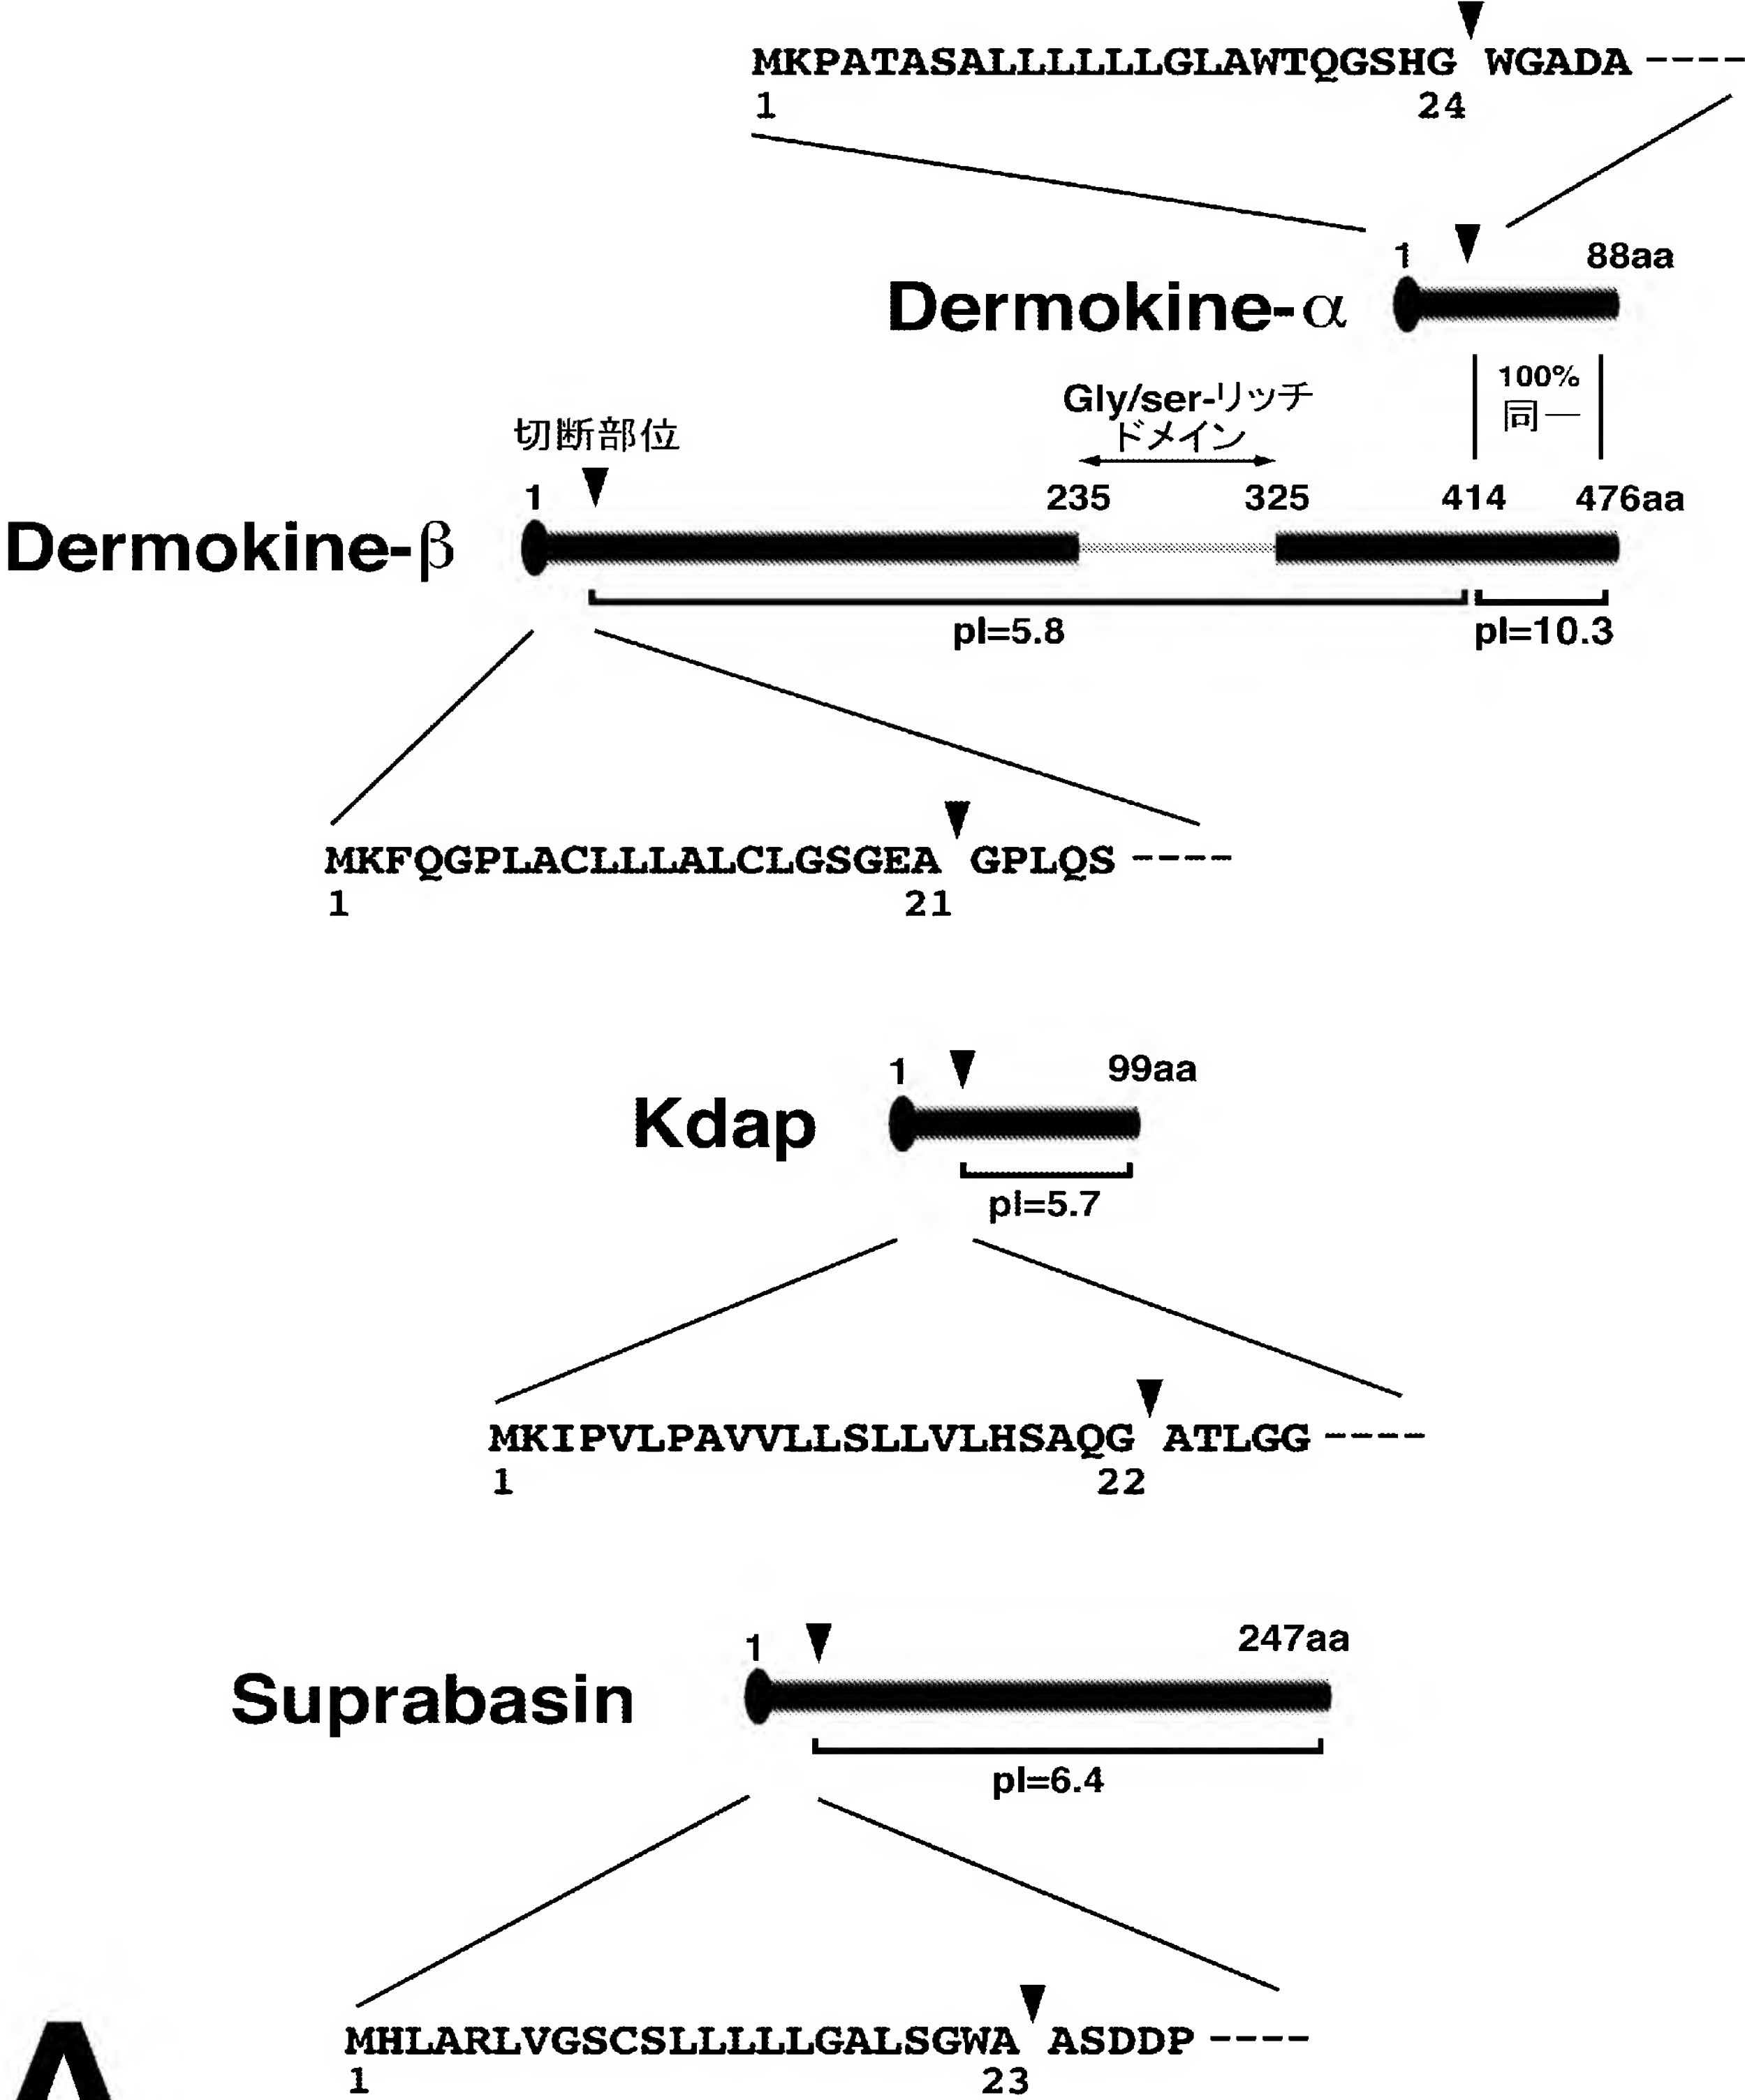 MKPATASALLLLLLGLAWTQGSHG WGADA ----
1 24
1 88aa
Dermokine-α
100%
同一
Gly/ser-リッチ
ドメイン
切断部位
1 235 325 414 476aa
Dermokine-β
pI=5.8 pI=10.3
MKFQGPLACLLLALCLGSGEA GPLQS ----
1 21
1 99aa
Kdap
pI=5.7
MKIPVLPAVVLLSLLVLHSAQG ATLGG ----
1 22
1 247aa
Suprabasin
pI=6.4
MHLARLVGSCSLLLLLGALSGWA ASDDP ----
1 23